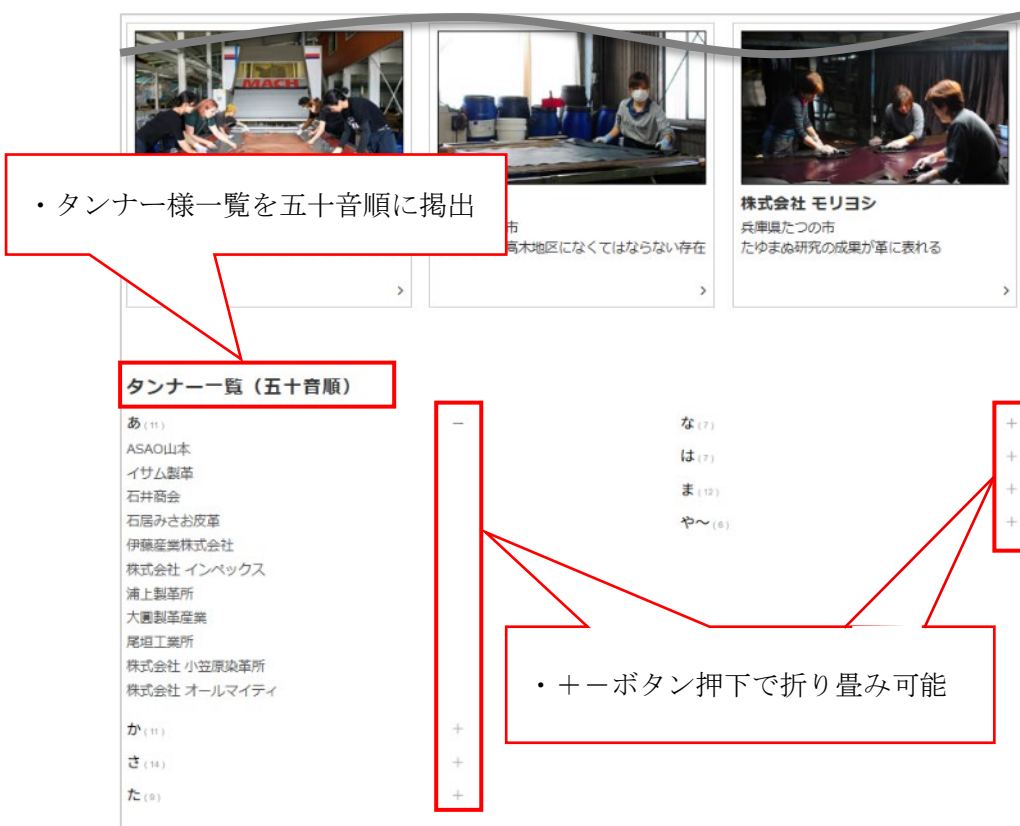 MACH
・タンナー様一覧を五十音順に掲出
市
高木地区になくてはならない存在
株式会社 モリヨシ
兵庫県たつの市
たゆまぬ研究の成果が革に表れる
タンナー一覧（五十音順）
あ (11)
ASAO山本
イサム製革
石井商会
石居みさお皮革
伊藤産業株式会社
株式会社 インペックス
浦上製革所
大園製革産業
尾垣工業所
株式会社 小笠原染革所
株式会社 オールマイティ
か (11)
さ (14)
た (9)
な (7)
は (7)
ま (12)
や～ (6)
・＋－ボタン押下で折り畳み可能